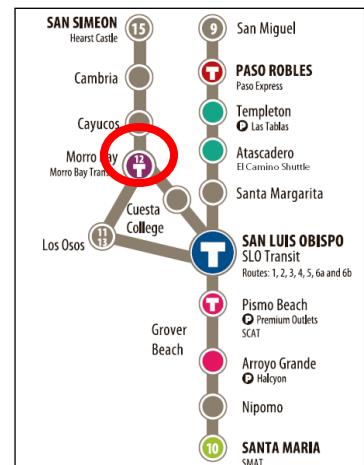 SAN SIMEON
Hearst Castle
15
Cambria
Cayucos
Morro Bay
Morro Bay Trans
12
T
Cuesta
College
Los Osos
11
13
9
San Miguel
T
PASO ROBLES
Paso Express
Templeton
P Las Tablas
Atascadero
El Camino Shuttle
Santa Margarita
T
SAN LUIS OBISPO
SLO Transit
Routes: 1, 2, 3, 4, 5, 6a and 6b
T
Pismo Beach
P Premium Outlets
SCAT
Grover
Beach
Arroyo Grande
P Halcyon
Nipomo
10
SANTA MARIA
SMAT